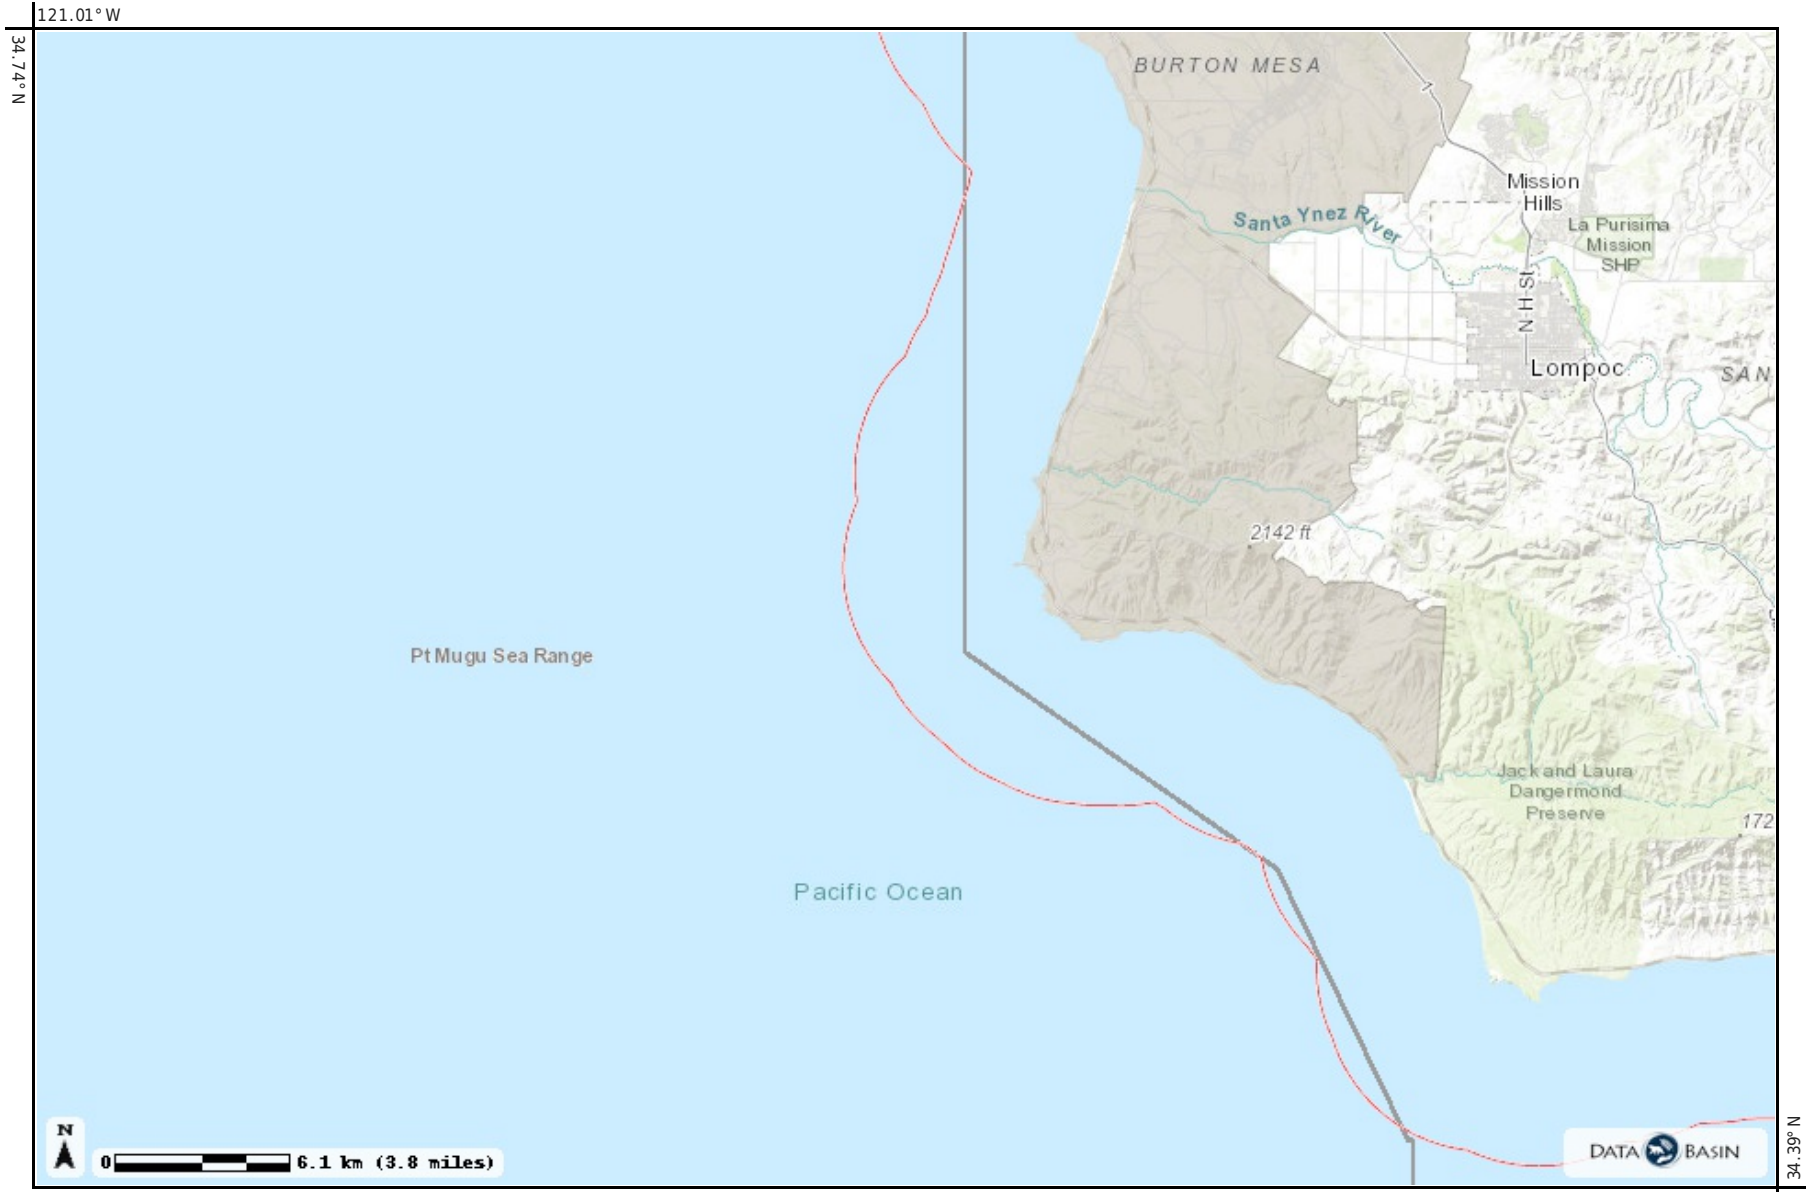 121.01° W
34.74° N
BURTON MESA
1
Mission
Hills
Santa Ynez River
La Purisima
Mission
SHP
N H St
Lompoc
SAN
2142 ft
Pt Mugu Sea Range
Jack and Laura
Dangermond
Preserve
172
Pacific Ocean
N
0 6.1 km (3.8 miles)
DATA BASIN
34.39° N